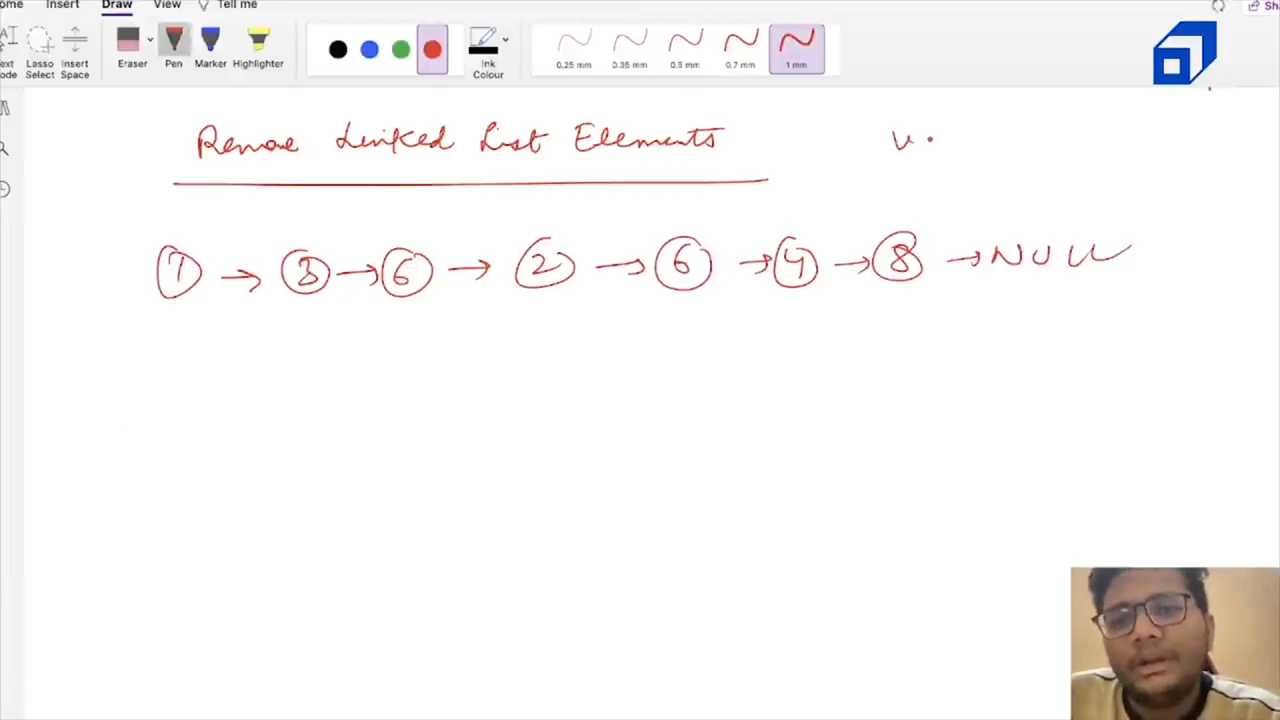 Insert Draw View Tell me
Eraser Pen Marker Highlighter
Lasso Select Insert Space
Ink Colour
0.25 mm 0.35 mm 0.5 mm 0.7 mm 1 mm
Remove Linked List Elements
3 → 6 → 2 → 6 → 4 → 8 → NULL